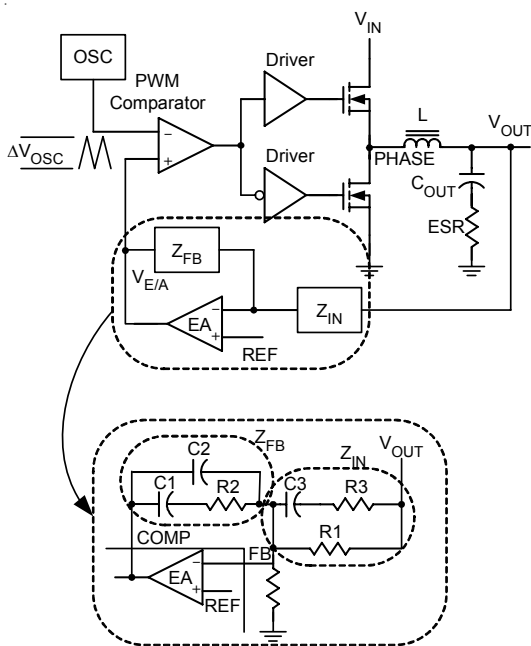 V_IN
OSC
Driver
PWM
Comparator
−
+
ΔV_OSC
L
V_OUT
PHASE
Driver
C_OUT
ESR
Z_FB
V_E/A
EA
−
+
Z_IN
REF
Z_FB
C2
Z_IN
V_OUT
C1
R2
C3
R3
R1
COMP
FB
EA
−
+
REF